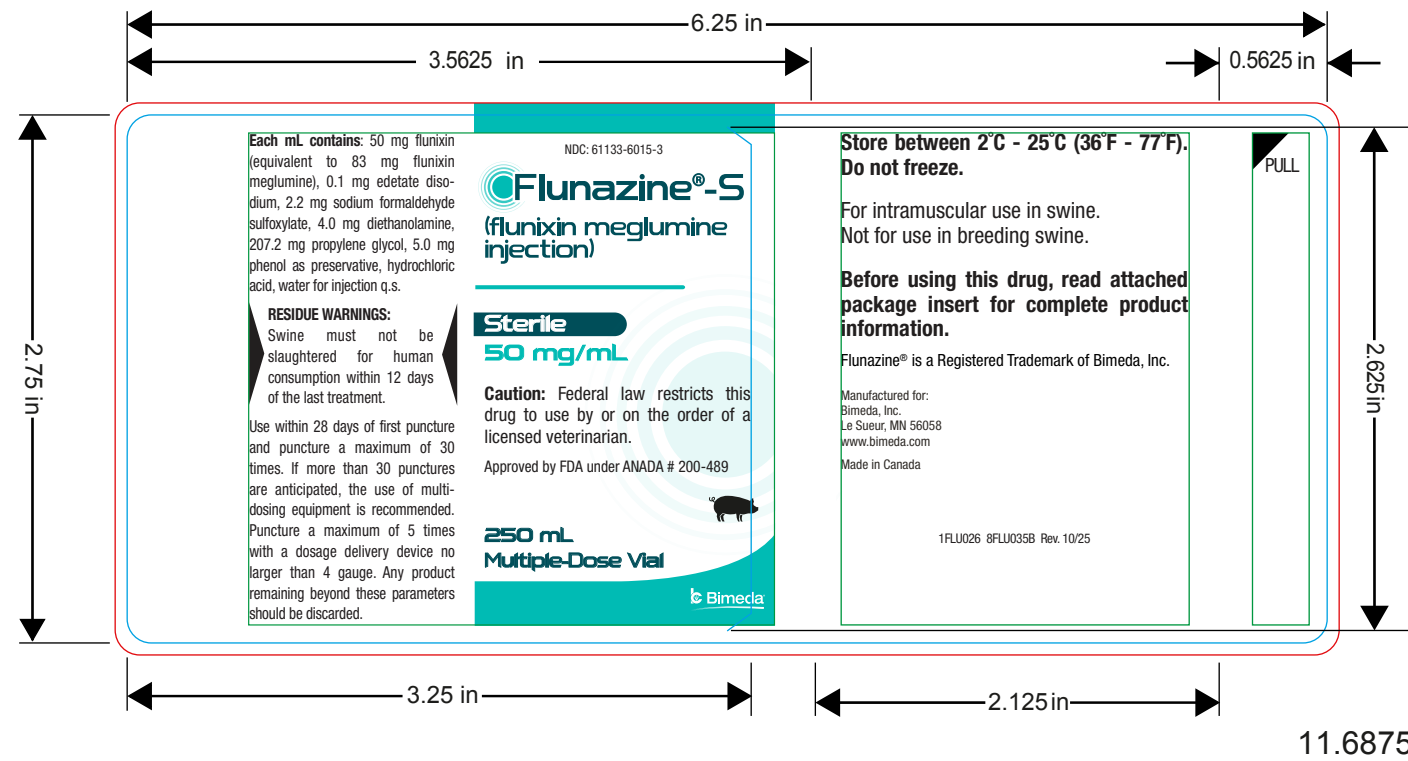 6.25 in
3.5625 in
0.5625 in
2.75 in
Each mL contains: 50 mg flunixin
(equivalent to 83 mg flunixin
meglumine), 0.1 mg edetate diso-
dium, 2.2 mg sodium formaldehyde
sulfoxylate, 4.0 mg diethanolamine,
207.2 mg propylene glycol, 5.0 mg
phenol as preservative, hydrochloric
acid, water for injection q.s.
RESIDUE WARNINGS:
Swine must not be
slaughtered for human
consumption within 12 days
of the last treatment.
Use within 28 days of first puncture
and puncture a maximum of 30
times. If more than 30 punctures
are anticipated, the use of multi-
dosing equipment is recommended.
Puncture a maximum of 5 times
with a dosage delivery device no
larger than 4 gauge. Any product
remaining beyond these parameters
should be discarded.
NDC: 61133-6015-3
Flunazine®-S
(flunixin meglumine
injection)
Sterile
50 mg/mL
Caution: Federal law restricts this
drug to use by or on the order of a
licensed veterinarian.
Approved by FDA under ANADA # 200-489
250 mL
Multiple-Dose Vial
Bimeda
Store between 2˚C - 25˚C (36˚F - 77˚F).
Do not freeze.
For intramuscular use in swine.
Not for use in breeding swine.
Before using this drug, read attached
package insert for complete product
information.
Flunazine® is a Registered Trademark of Bimeda, Inc.
Manufactured for:
Bimeda, Inc.
Le Sueur, MN 56058
www.bimeda.com
Made in Canada
1FLU026 8FLU035B Rev. 10/25
PULL
2.625in
3.25 in
2.125in
11.6875